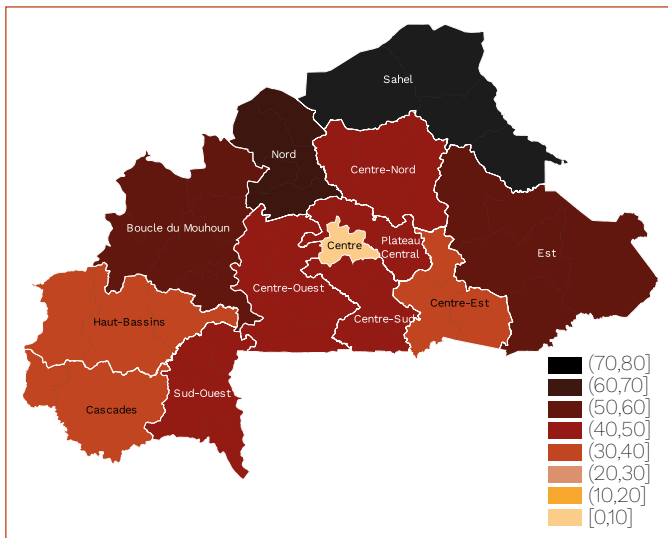 Sahel
Nord
Centre-Nord
Boucle du Mouhoun
Plateau
Central
Centre
Est
Centre-Ouest
Centre-Est
Haut-Bassins
Centre-Sud
Sud-Ouest
Cascades
(70,80]
(60,70]
(50,60]
(40,50]
(30,40]
(20,30]
(10,20]
[0,10]